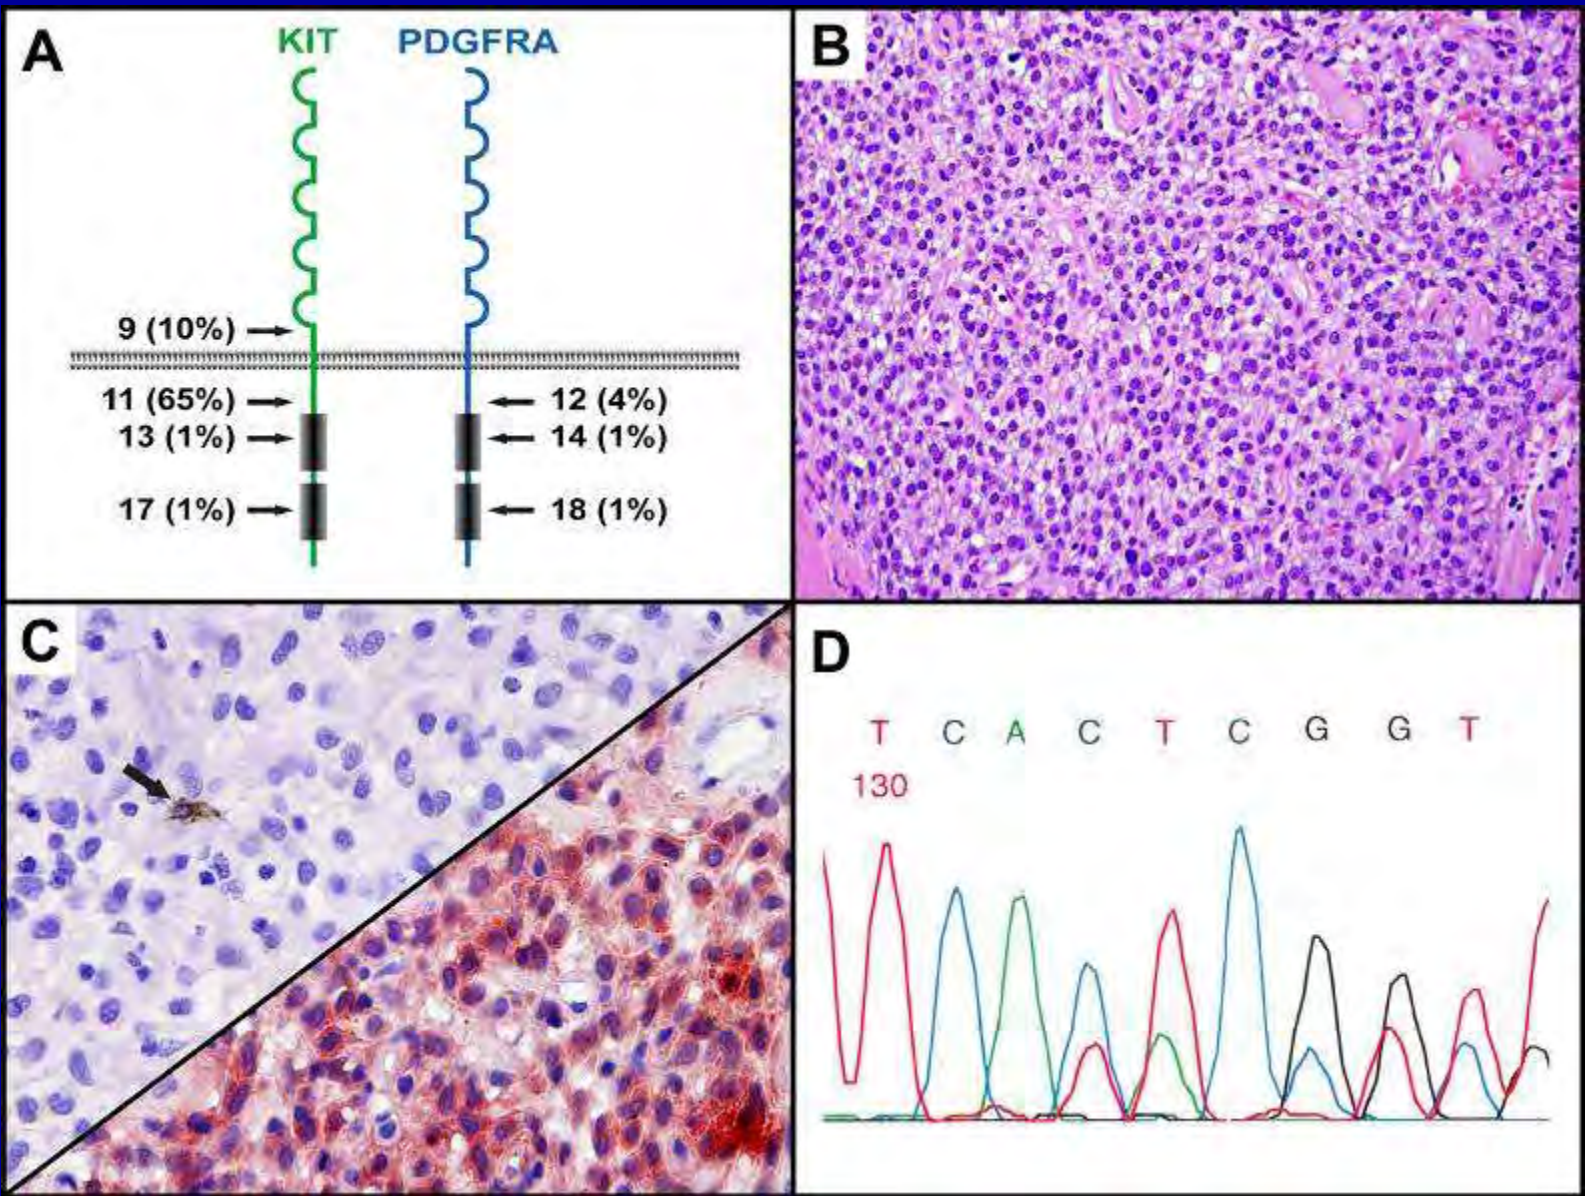 A
KIT PDGFRA
9 (10%)
11 (65%) 12 (4%)
13 (1%) 14 (1%)
17 (1%) 18 (1%)
B
C
D
T C A C T C G G T
130